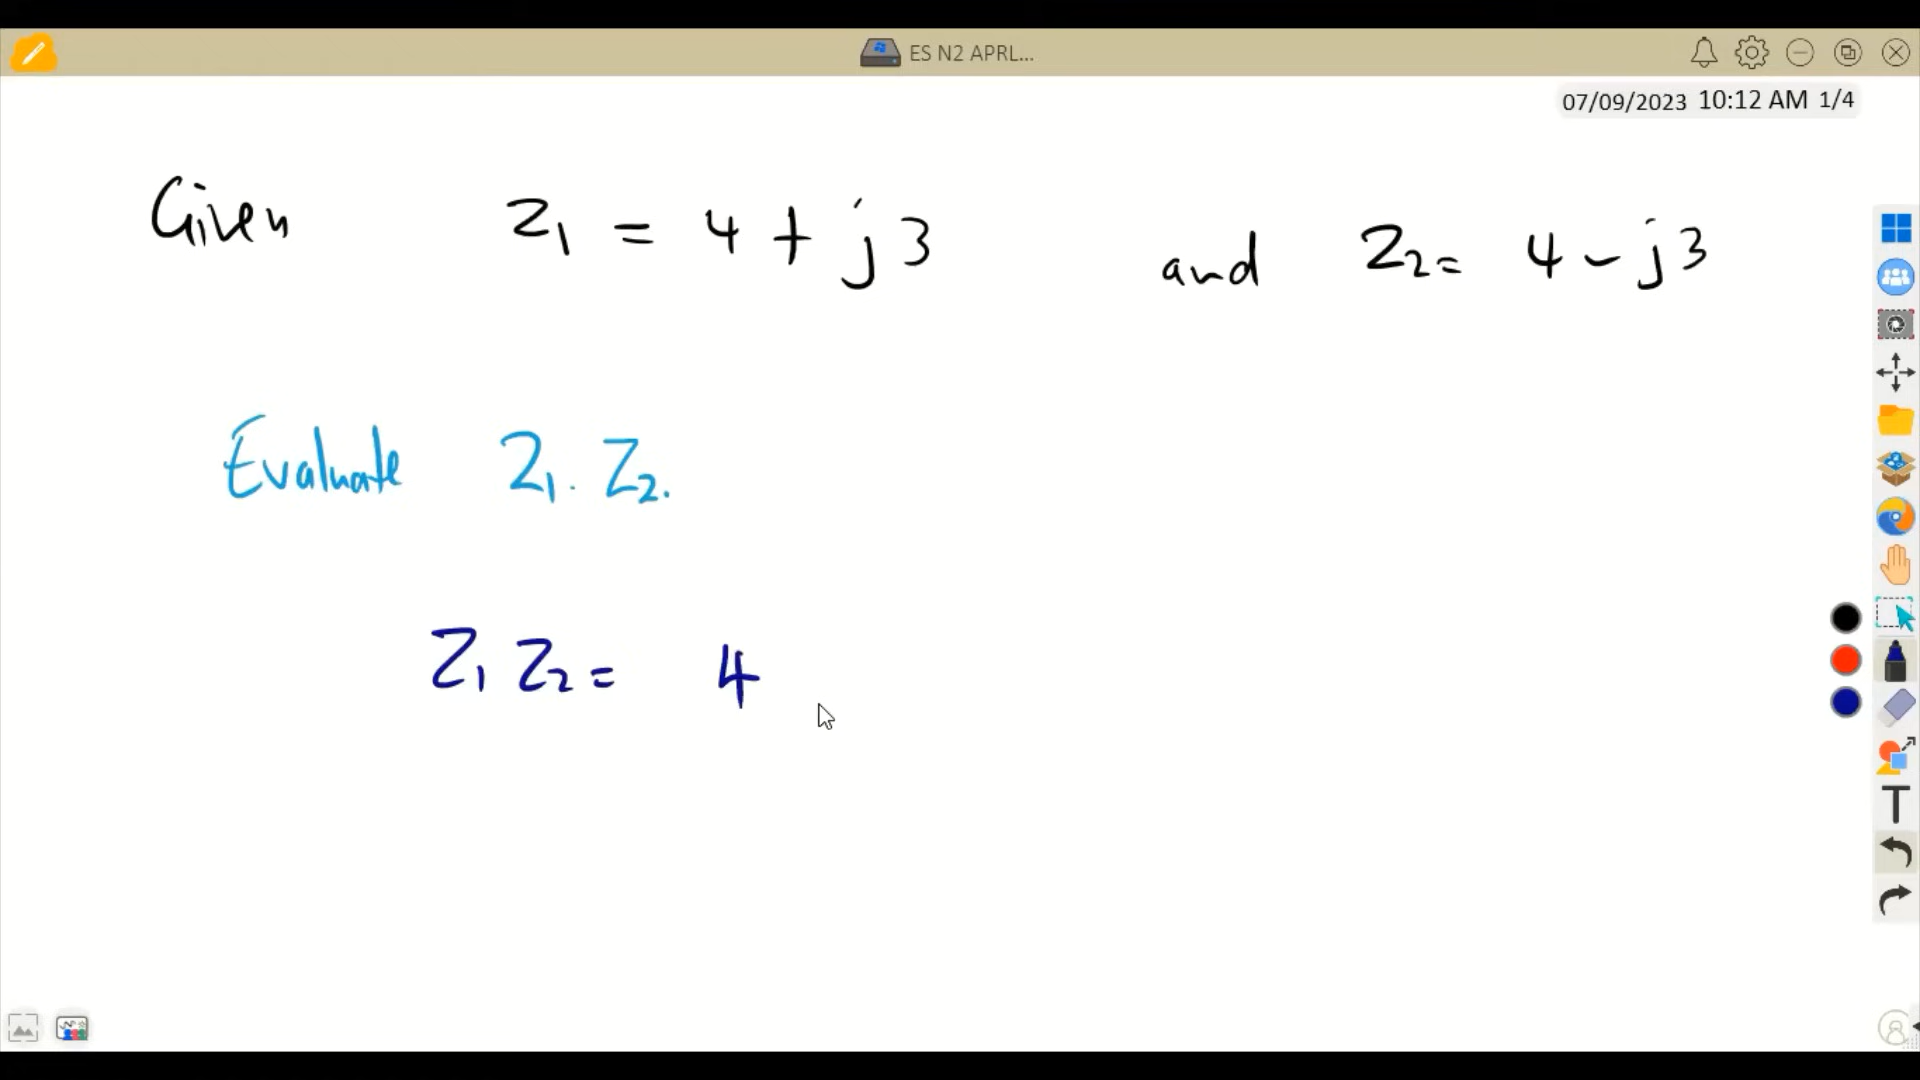 ES N2 APRL...
07/09/2023 10:12 AM 1/4
Given z₁ = 4 + j3 and z₂ = 4 - j3
Evaluate z₁ . z₂.
z₁ z₂ = 4
T